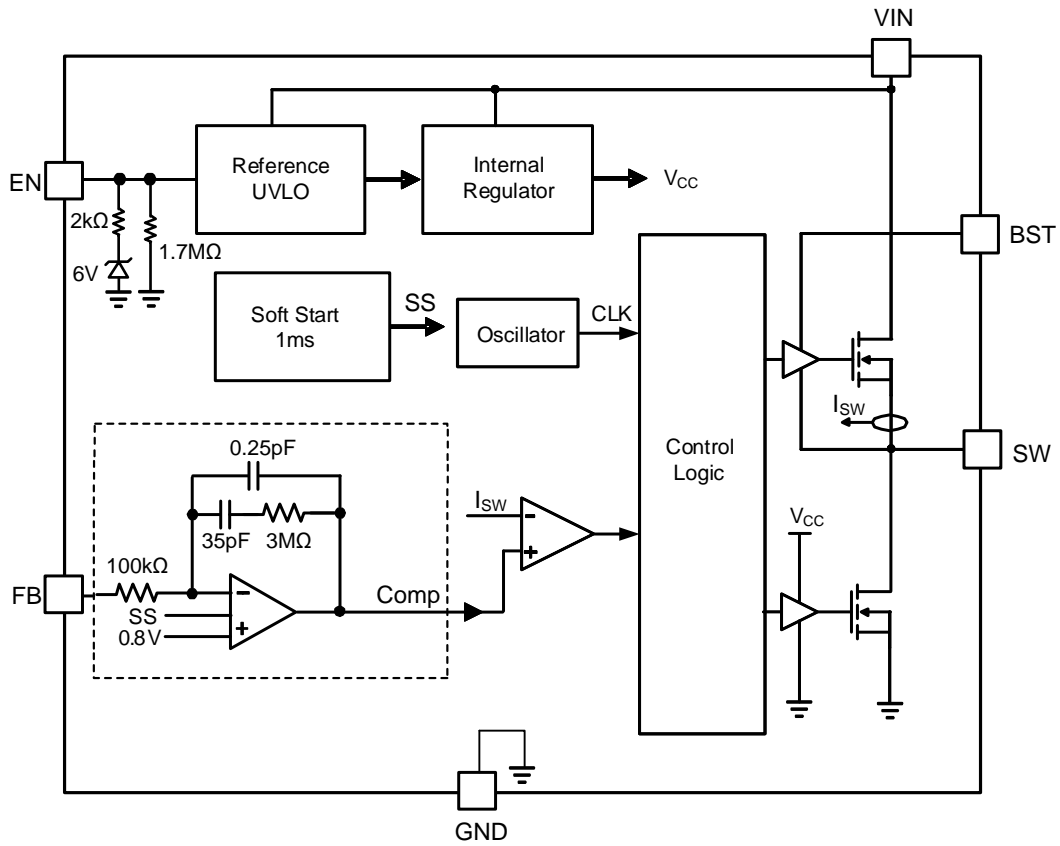 VIN
EN
Reference
UVLO
Internal
Regulator
VCC
2kΩ
1.7MΩ
6V
BST
Soft Start
1ms
SS
Oscillator
CLK
ISW
Control
Logic
SW
0.25pF
35pF
3MΩ
ISW
-
+
VCC
100kΩ
FB
SS
0.8V
-
+
Comp
GND